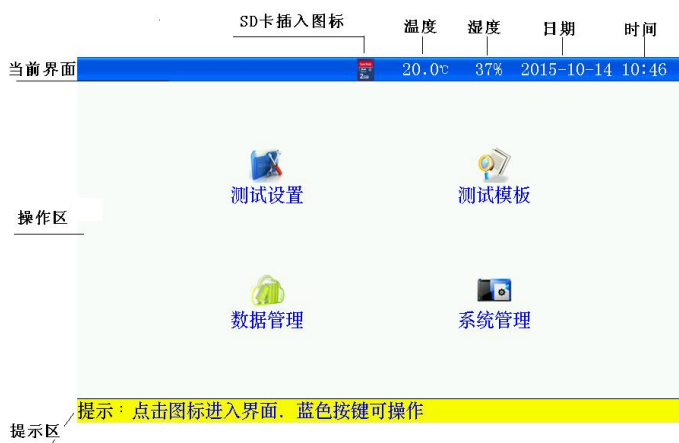 SD卡插入图标 温度 湿度 日期 时间
当前界面 20.0℃ 37% 2015-10-14 10:46
测试设置 测试模板
操作区
数据管理 系统管理
提示：点击图标进入界面．蓝色按键可操作
提示区